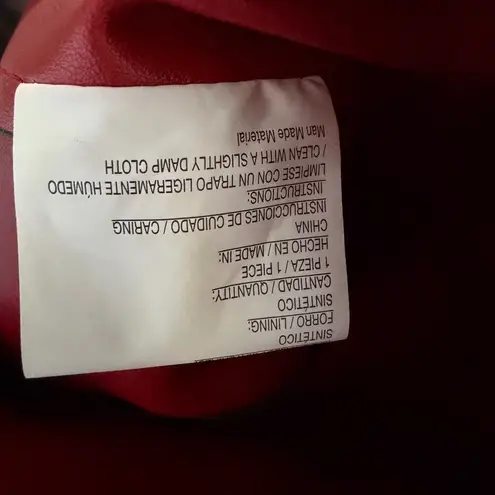 SINTÉTICO
FORRO / LINING:
SINTÉTICO
CANTIDAD / QUANTITY:
1 PIEZA / 1 PIECE
HECHO EN / MADE IN:
CHINA
INSTRUCCIONES DE CUIDADO / CARING
INSTRUCTIONS:
LIMPIESE CON UN TRAPO LIGERAMENTE HÚMEDO
/ CLEAN WITH A SLIGHTLY DAMP CLOTH
Man Made Material